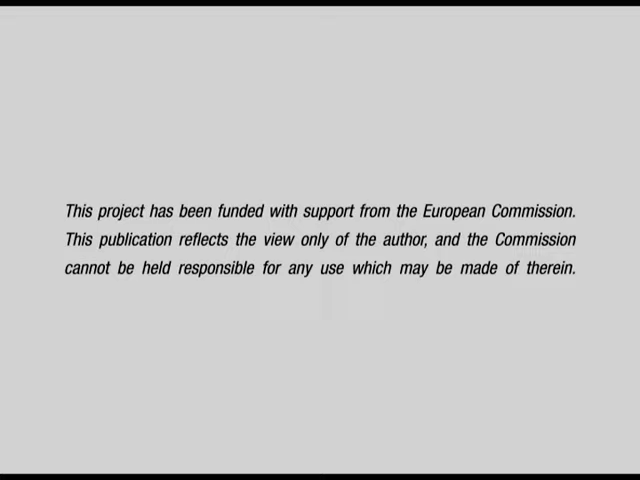 This project has been funded with support from the European Commission.
This publication reflects the view only of the author, and the Commission
cannot be held responsible for any use which may be made of therein.